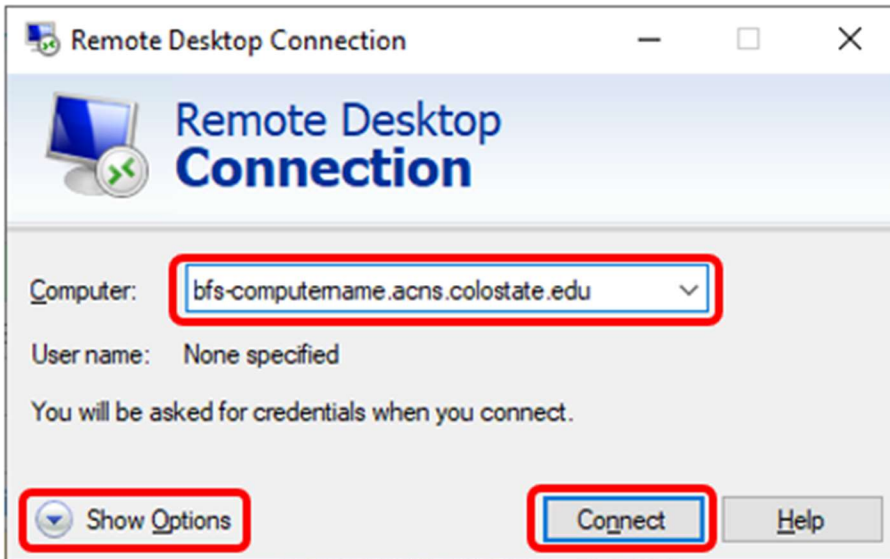 Remote Desktop Connection
Remote Desktop
Connection
Computer: bfs-computername.acns.colostate.edu
User name: None specified
You will be asked for credentials when you connect.
Show Options Connect Help